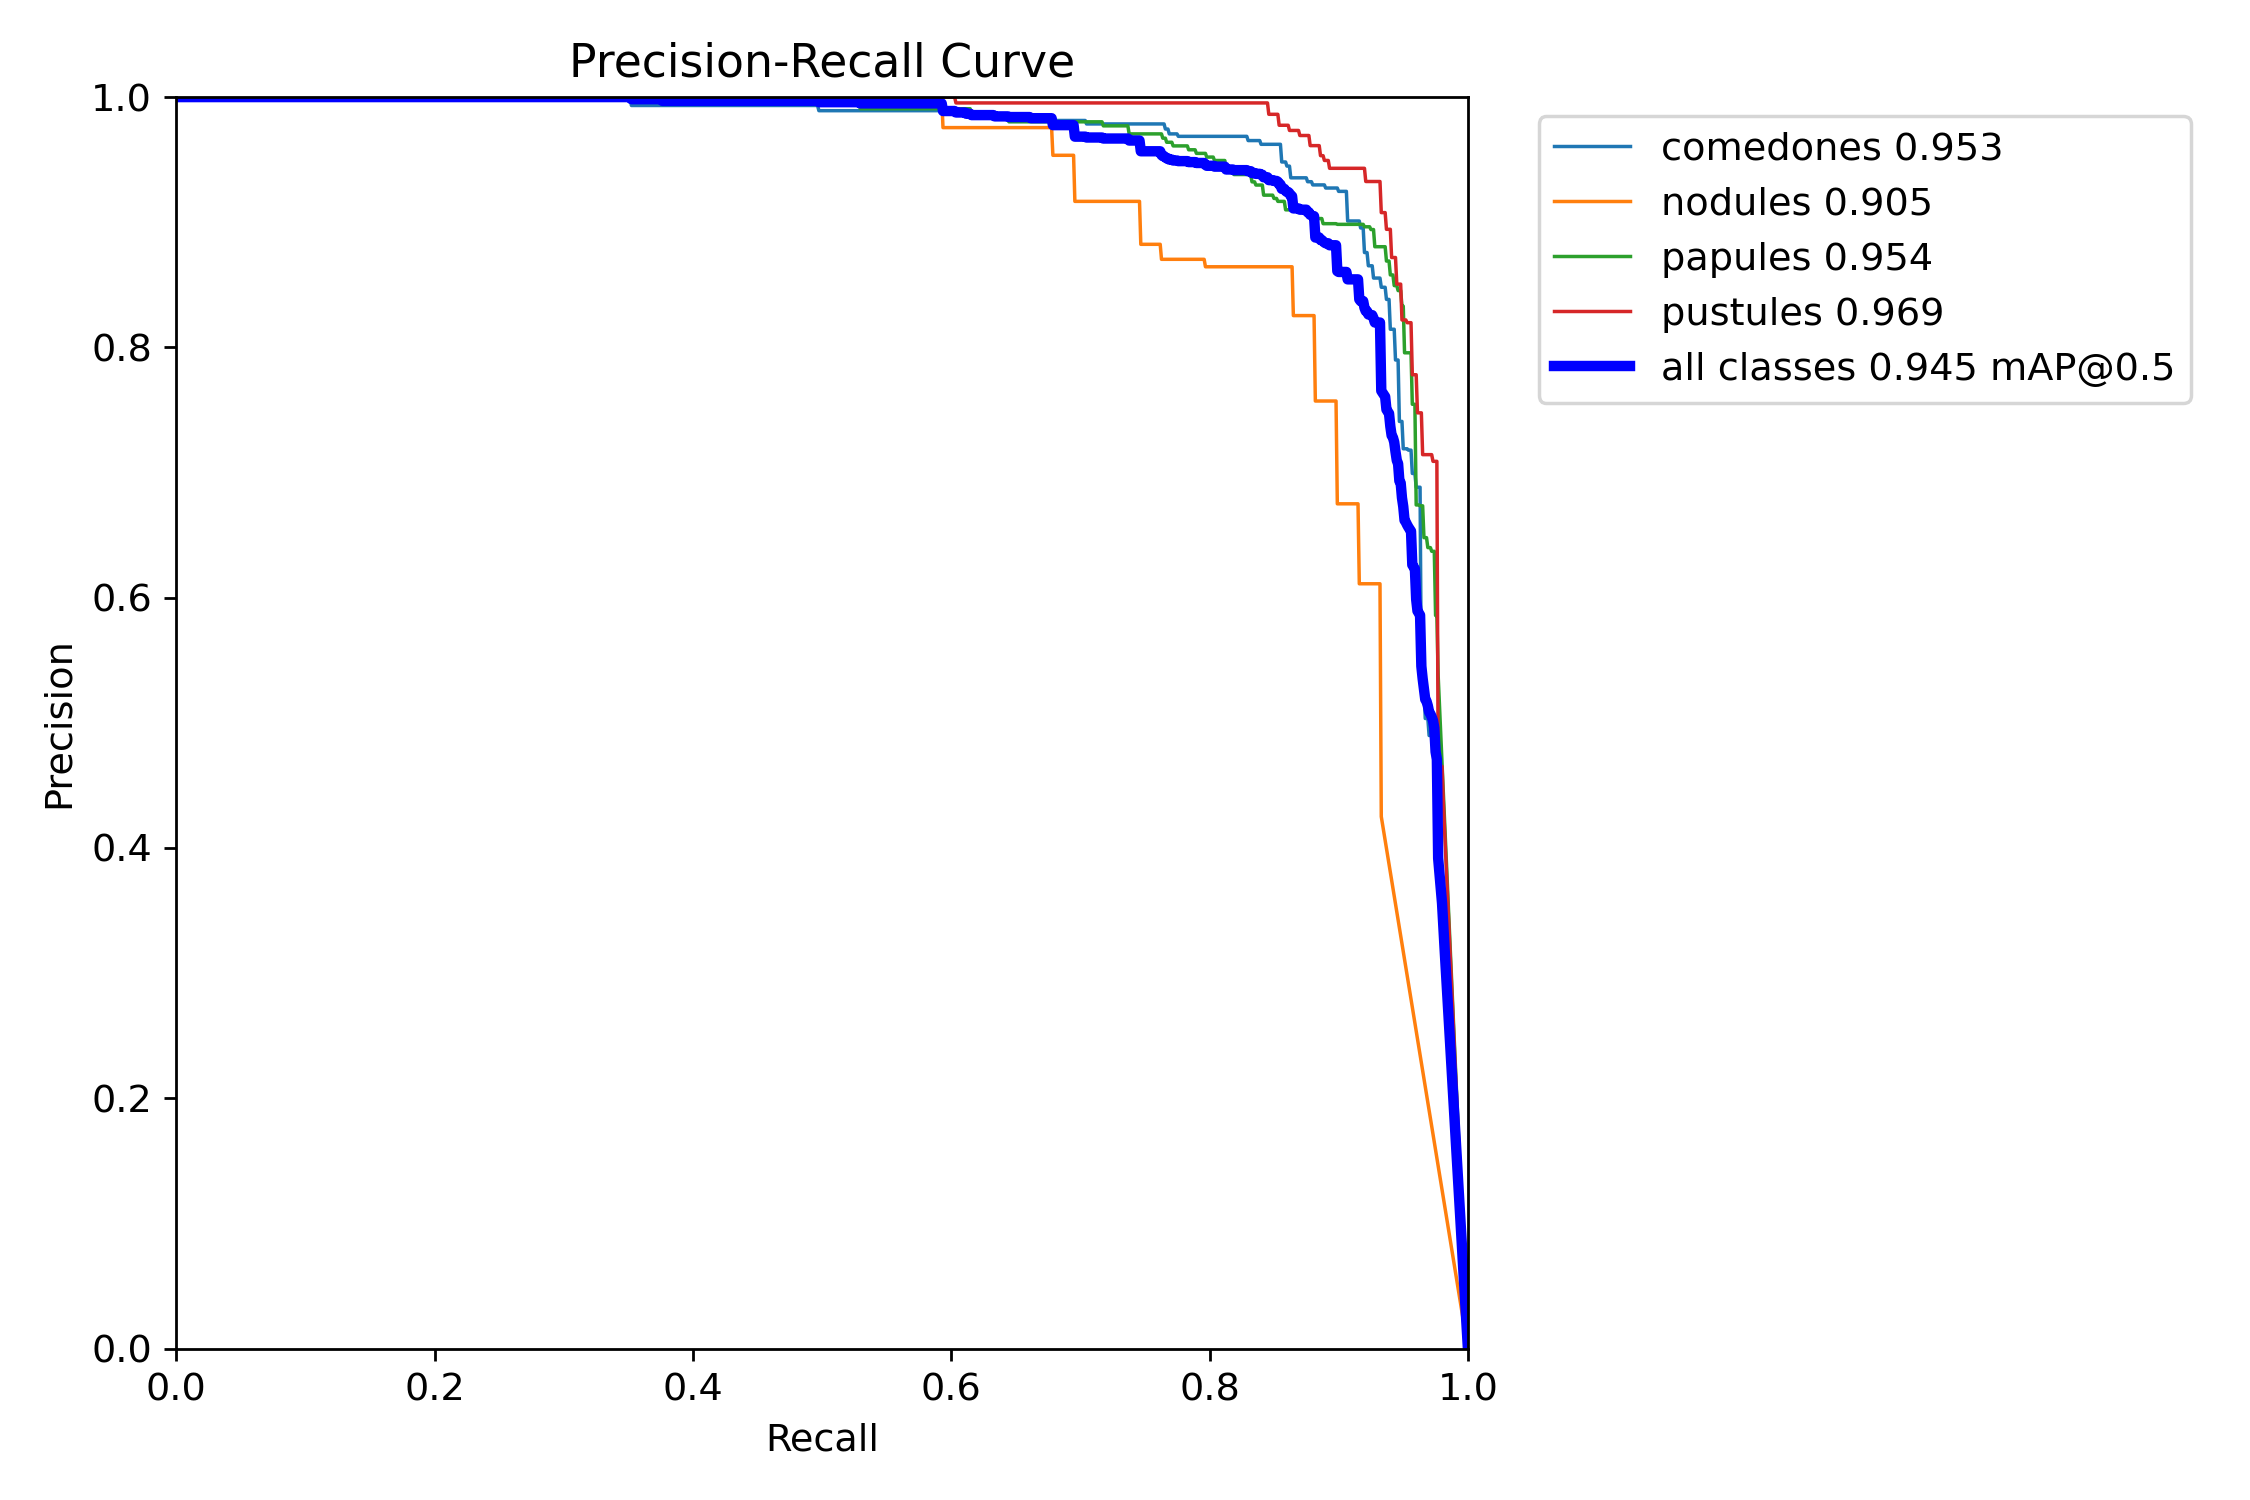 Precision-Recall Curve
1.0
0.8
0.6
0.4
0.2
0.0
Precision
0.0 0.2 0.4 0.6 0.8 1.0
Recall
comedones 0.953
nodules 0.905
papules 0.954
pustules 0.969
all classes 0.945 mAP@0.5